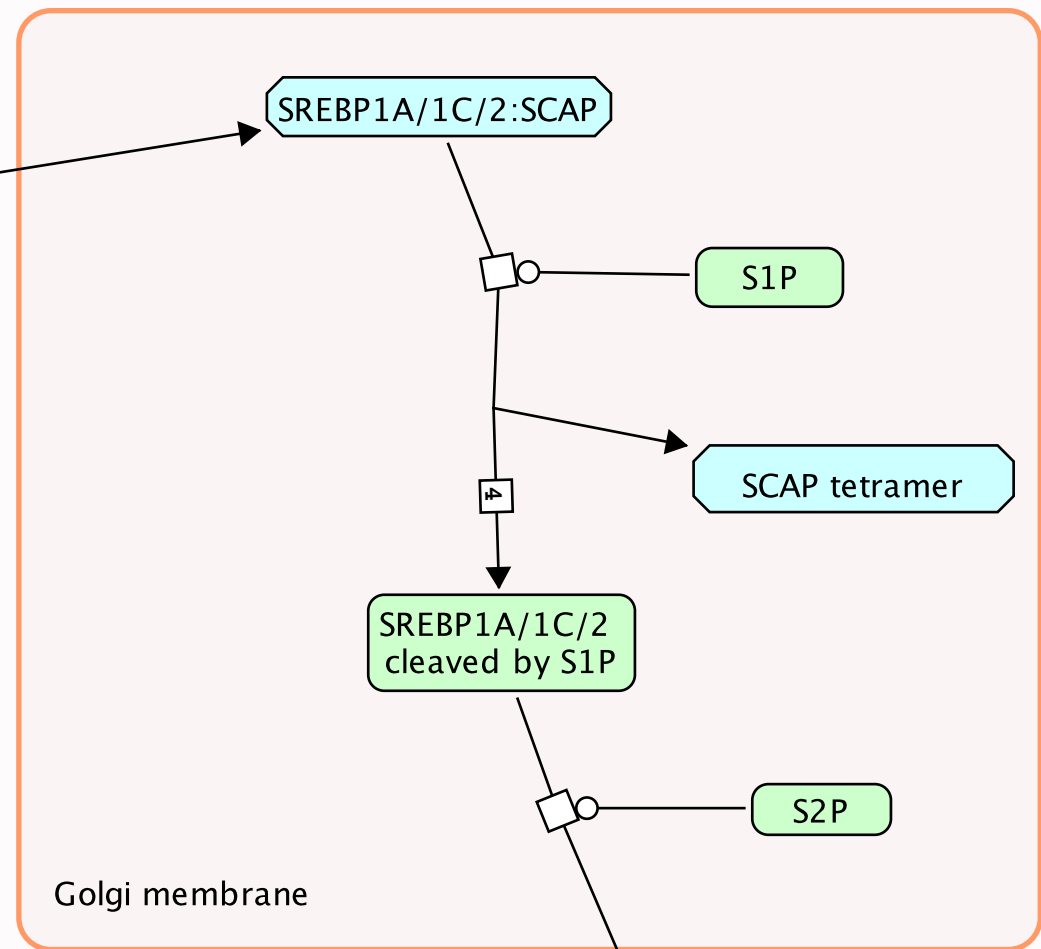 SREBP1A/1C/2:SCAP
S1P
SCAP tetramer
4
SREBP1A/1C/2
cleaved by S1P
S2P
Golgi membrane